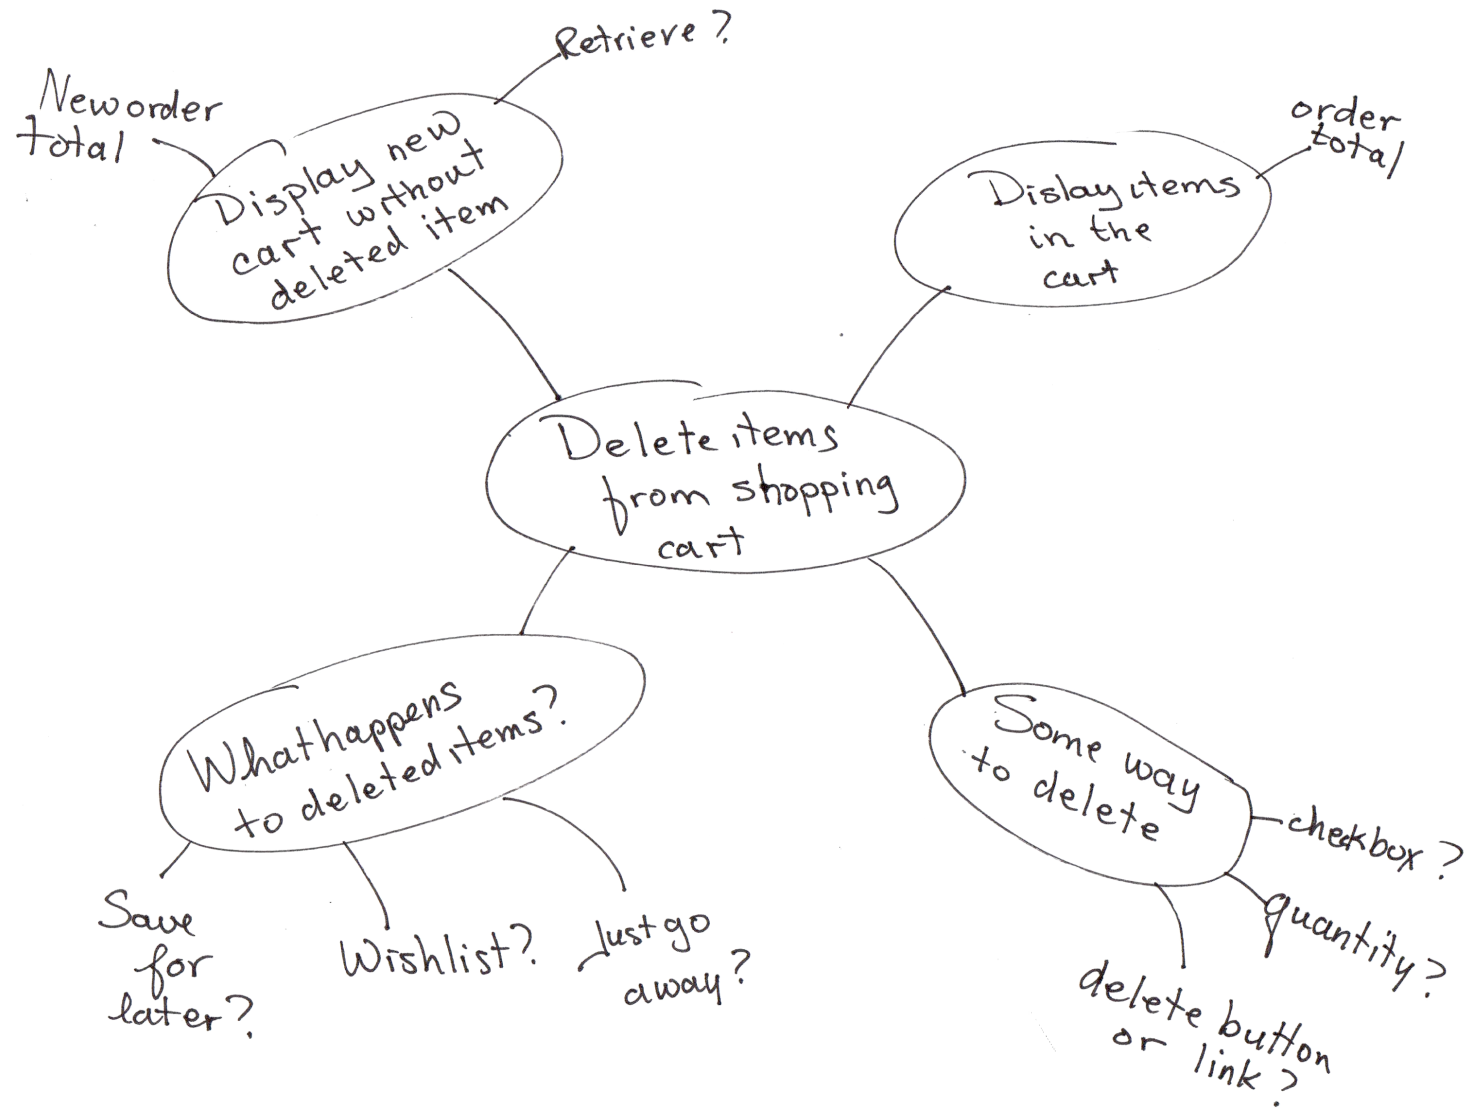 Retrieve?
New order
total
Display new
cart without
deleted item
order
total
Dislay items
in the
cart
Delete items
from shopping
cart
What happens
to deleted items?
Save
for
later?
Wishlist?
Just go
away?
Some way
to delete
checkbox?
quantity?
delete button
or link?